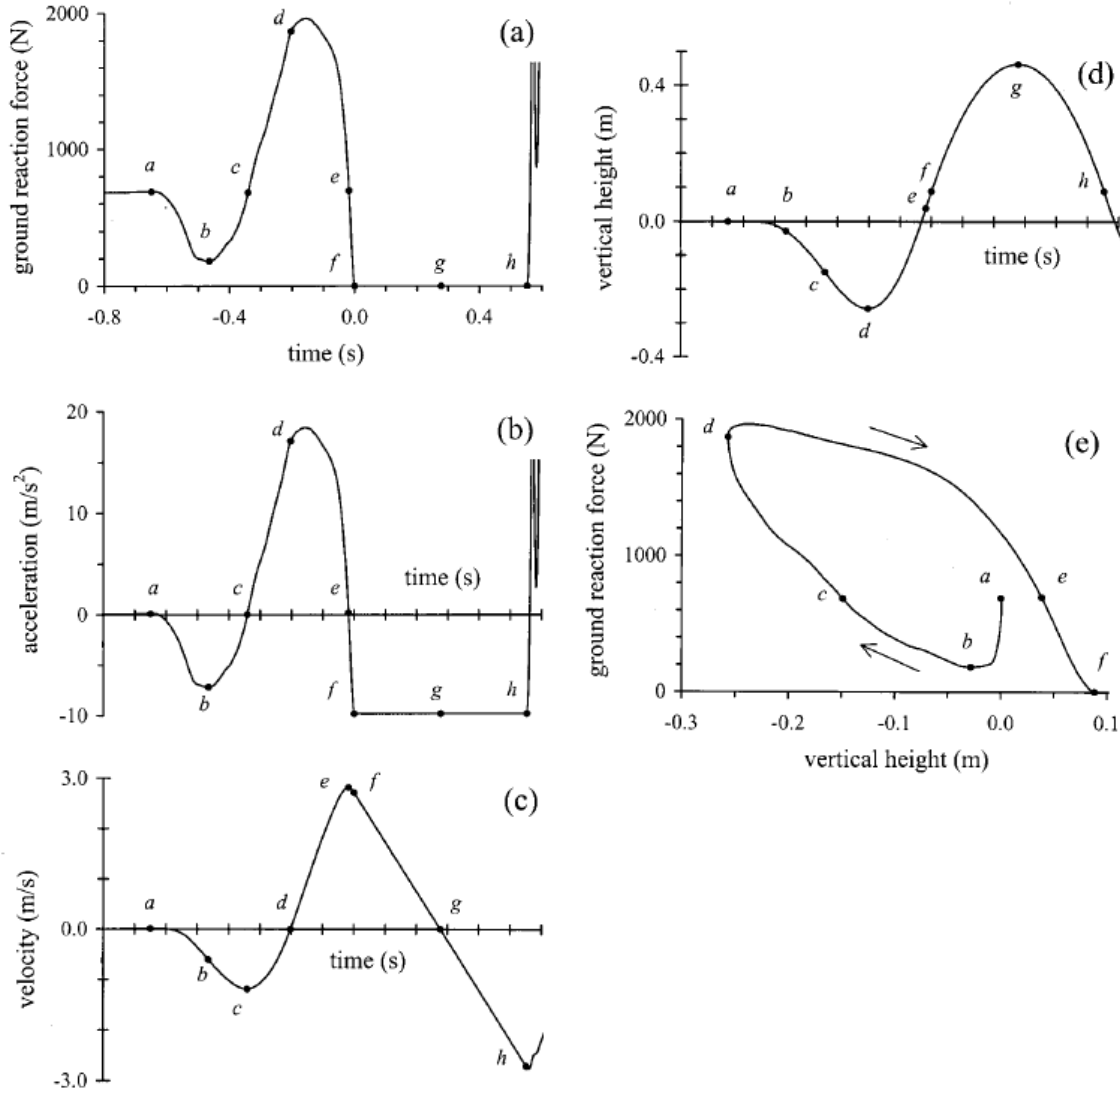 (a)
ground reaction force (N)
2000
1000
0
a
b
c
d
e
f
g
h
-0.8
-0.4
0.0
0.4
time (s)
(b)
acceleration (m/s²)
20
10
0
-10
a
b
c
d
e
f
g
h
time (s)
(c)
velocity (m/s)
3.0
0.0
-3.0
a
b
c
d
e
f
g
h
time (s)
(d)
vertical height (m)
0.4
0.0
-0.4
a
b
c
d
e
f
g
h
time (s)
(e)
ground reaction force (N)
2000
1000
0
a
b
c
d
e
f
-0.3
-0.2
-0.1
0.0
0.1
vertical height (m)